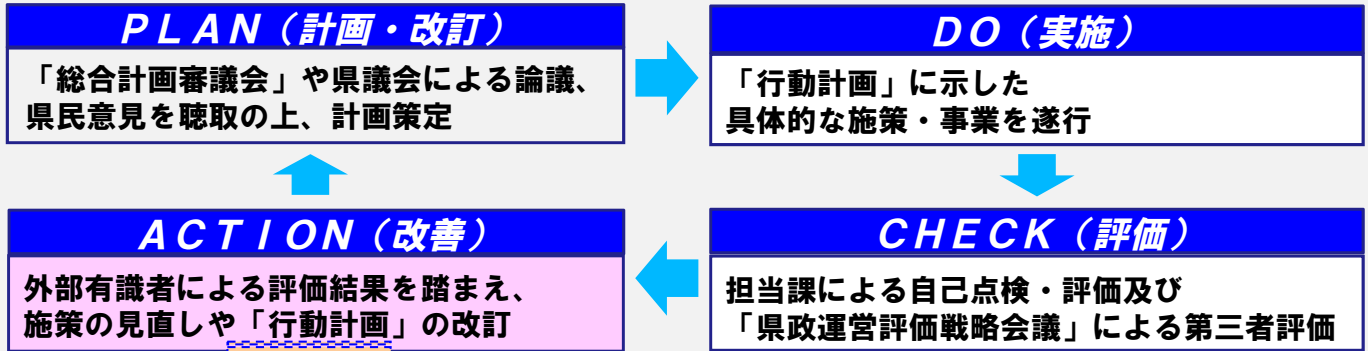 PLAN(計画・改訂)
「総合計画審議会」や県議会による論議、
県民意見を聴取の上、計画策定
DO(実施)
「行動計画」に示した
具体的な施策・事業を遂行
ACTION(改善)
外部有識者による評価結果を踏まえ、
施策の見直しや「行動計画」の改訂
CHECK(評価)
担当課による自己点検・評価及び
「県政運営評価戦略会議」による第三者評価